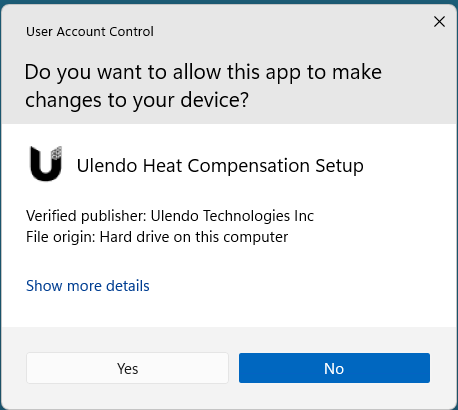 User Account Control
Do you want to allow this app to make
changes to your device?
Ulendo Heat Compensation Setup
Verified publisher: Ulendo Technologies Inc
File origin: Hard drive on this computer
Show more details
Yes
No